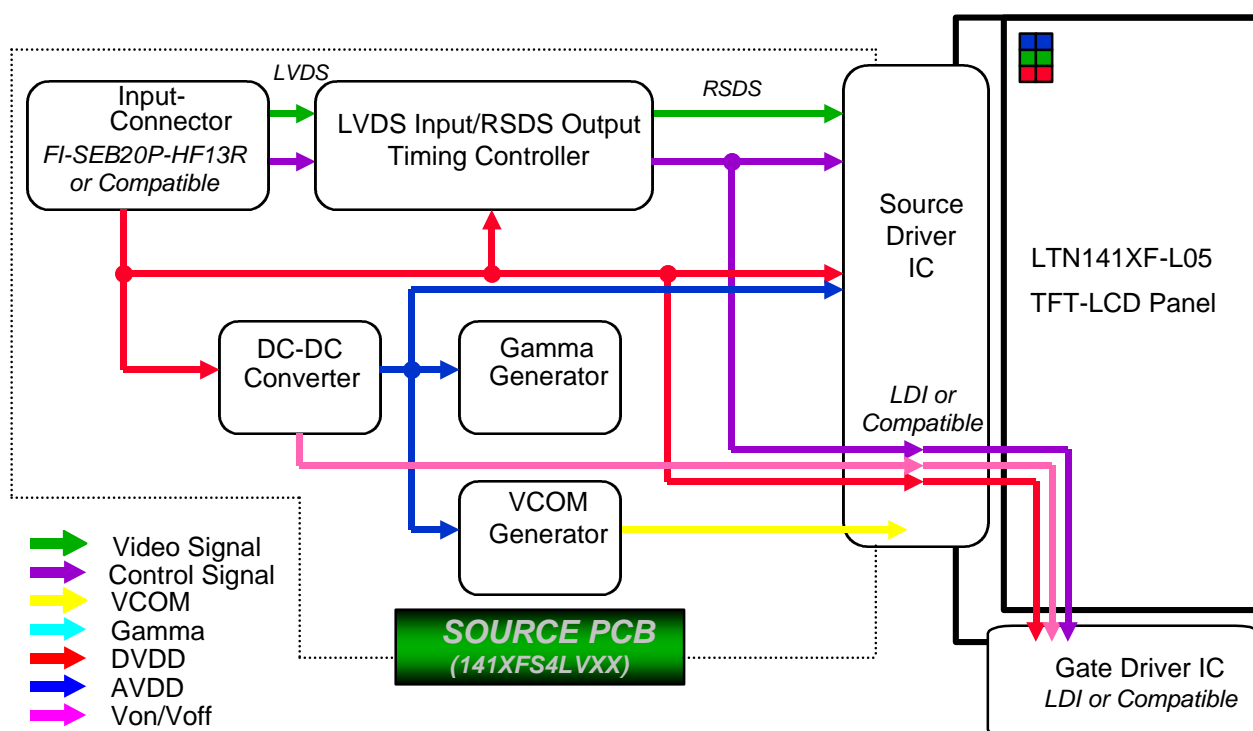 LVDS
RSDS
Input-
Connector
FI-SEB20P-HF13R
or Compatible
LVDS Input/RSDS Output
Timing Controller
Source
Driver
IC
LTN141XF-L05
TFT-LCD Panel
DC-DC
Converter
Gamma
Generator
LDI or
Compatible
VCOM
Generator
Video Signal
Control Signal
VCOM
Gamma
DVDD
AVDD
Von/Voff
SOURCE PCB
(141XFS4LVXX)
Gate Driver IC
LDI or Compatible